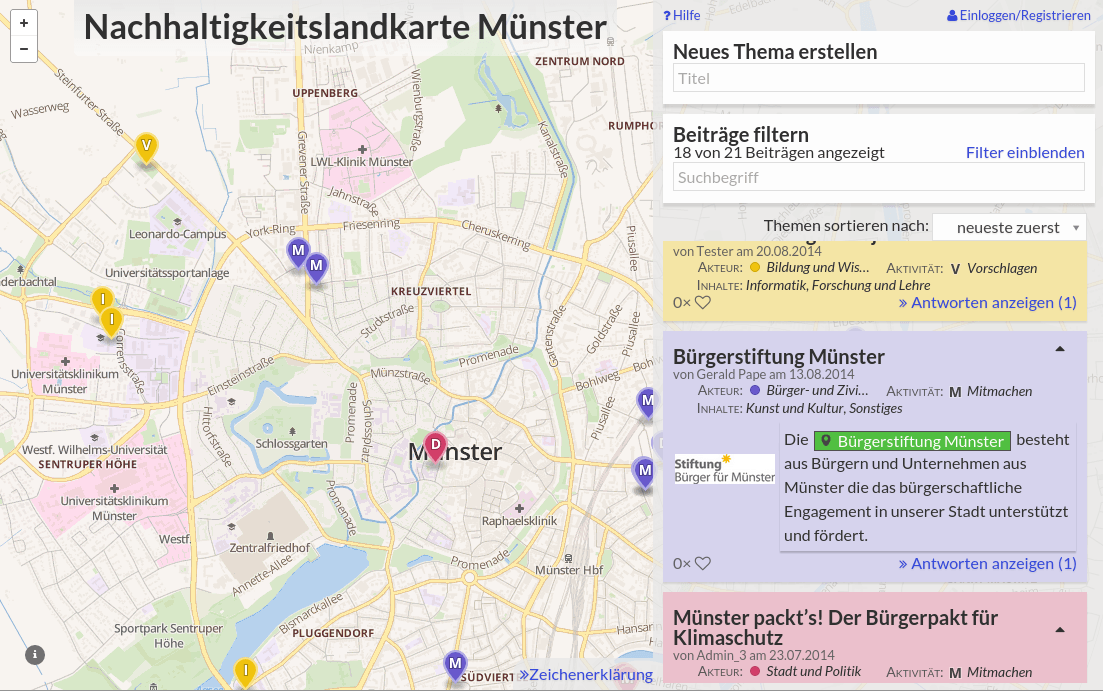 +
−
Nachhaltigkeitslandkarte Münster
Nienkamp
ZENTRUM NORD
UPPENBERG
Steinfurter Straße
Wasserweg
Wienburgstraße
Kanalstraße
RUMPHO
Grevener Straße
V
LWL-Klinik Münster
Jahnstraße
Leonardo-Campus
York-Ring
Friesenring
Cheruskerring
Piusallee
M
M
Universitätssportanlage
derbachtal
KREUZVIERTEL
I
I
Corrensstraße
Studtstraße
Gartenstraße
Goldstraße
Piusallee
Promenade
Universitätsklinikum
Münster
Einsteinstraße
Münzstraße
Bohlweg
Hittorfstraße
Promenade
Schlossplatz
Piusallee
M
Schlossgarten
D
Münster
Westf. Wilhelms-Universität
SENTRUPER HÖHE
M
Universitätsklinikum
Münster
Promenade
Raphaelsklinik
Westf.
Zentralfriedhof
Promenade
Annette-Allee
Münster Hbf
Bismarckallee
Sportpark Sentruper
Höhe
PLUGGENDORF
Hansar
i
I
M
SÜDVIERT
»Zeichenerklärung
? Hilfe
Einloggen/Registrieren
Neues Thema erstellen
Titel
Beiträge filtern
18 von 21 Beiträgen angezeigt
Filter einblenden
Suchbegriff
Themen sortieren nach: neueste zuerst
von Tester am 20.08.2014
Akteur: Bildung und Wis... Aktivität: V Vorschlagen
Inhalte: Informatik, Forschung und Lehre
0×
» Antworten anzeigen (1)
Bürgerstiftung Münster
von Gerald Pape am 13.08.2014
Akteur: Bürger- und Zivi... Aktivität: M Mitmachen
Inhalte: Kunst und Kultur, Sonstiges
Stiftung
Bürger für Münster
Die Bürgerstiftung Münster besteht
aus Bürgern und Unternehmen aus
Münster die das bürgerschaftliche
Engagement in unserer Stadt unterstützt
und fördert.
0×
» Antworten anzeigen (1)
Münster packt’s! Der Bürgerpakt für
Klimaschutz
von Admin_3 am 23.07.2014
Akteur: Stadt und Politik Aktivität: M Mitmachen